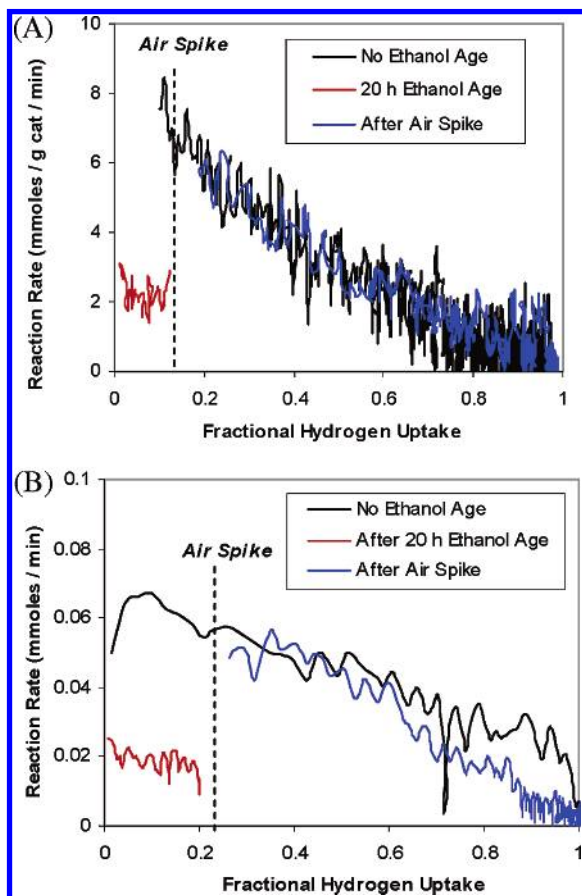 (A)
Air Spike
No Ethanol Age
20 h Ethanol Age
After Air Spike
Reaction Rate (mmoles / g cat / min)
10
8
6
4
2
0
0 0.2 0.4 0.6 0.8 1
Fractional Hydrogen Uptake
(B)
Air Spike
No Ethanol Age
After 20 h Ethanol Age
After Air Spike
Reaction Rate (mmoles / min)
0.1
0.08
0.06
0.04
0.02
0
0 0.2 0.4 0.6 0.8 1
Fractional Hydrogen Uptake